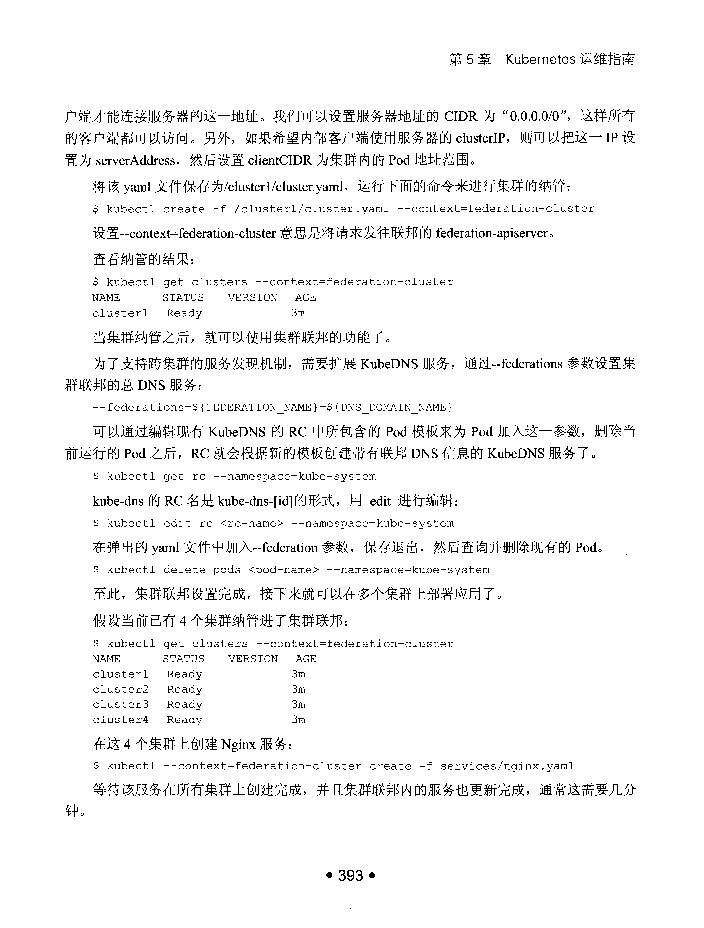 第 5 章　Kubernetes 运维指南
户端才能连接服务器的这一地址。我们可以设置服务器地址的 CIDR 为“0.0.0.0/0”，这样所有
的客户端都可以访问。另外，如果希望内部客户端使用服务器的 clusterIP，则可以把这一 IP 设
置为 serverAddress，然后设置 clientCIDR 为集群内的 Pod 地址范围。
将该 yaml 文件保存为/cluster1/cluster.yaml，运行下面的命令来进行集群的纳管：
$ kubectl create -f /cluster1/cluster.yaml --context=federation-cluster
设置--context=federation-cluster 意思是将请求发往联邦的 federation-apiserver。
查看纳管的结果：
$ kubectl get clusters --context=federation-cluster
NAME STATUS VERSION AGE
cluster1 Ready 3m
当集群纳管之后，就可以使用集群联邦的功能了。
为了支持跨集群的服务发现机制，需要扩展 KubeDNS 服务，通过--federations 参数设置集
群联邦的总 DNS 服务：
--federations=${FEDERATION_NAME}=${DNS_DOMAIN_NAME}
可以通过编辑现有 KubeDNS 的 RC 中所包含的 Pod 模板来为 Pod 加入这一参数，删除当
前运行的 Pod 之后，RC 就会根据新的模板创建带有联邦 DNS 信息的 KubeDNS 服务了。
$ kubectl get rc --namespace=kube-system
kube-dns 的 RC 名是 kube-dns-[id]的形式，用 edit 进行编辑：
$ kubectl edit rc <rc-name> --namespace=kube-system
在弹出的 yaml 文件中加入--federation 参数，保存退出，然后查询并删除现有的 Pod。
$ kubectl delete pods <pod-name> --namespace=kube-system
至此，集群联邦设置完成，接下来就可以在多个集群上部署应用了。
假设当前已有 4 个集群纳管进了集群联邦：
$ kubectl get clusters --context=federation-cluster
NAME STATUS VERSION AGE
cluster1 Ready 3m
cluster2 Ready 3m
cluster3 Ready 3m
cluster4 Ready 3m
在这 4 个集群上创建 Nginx 服务：
$ kubectl --context=federation-cluster create -f services/nginx.yaml
等待该服务在所有集群上创建完成，并且集群联邦内的服务也更新完成，通常这需要几分
钟。
• 393 •